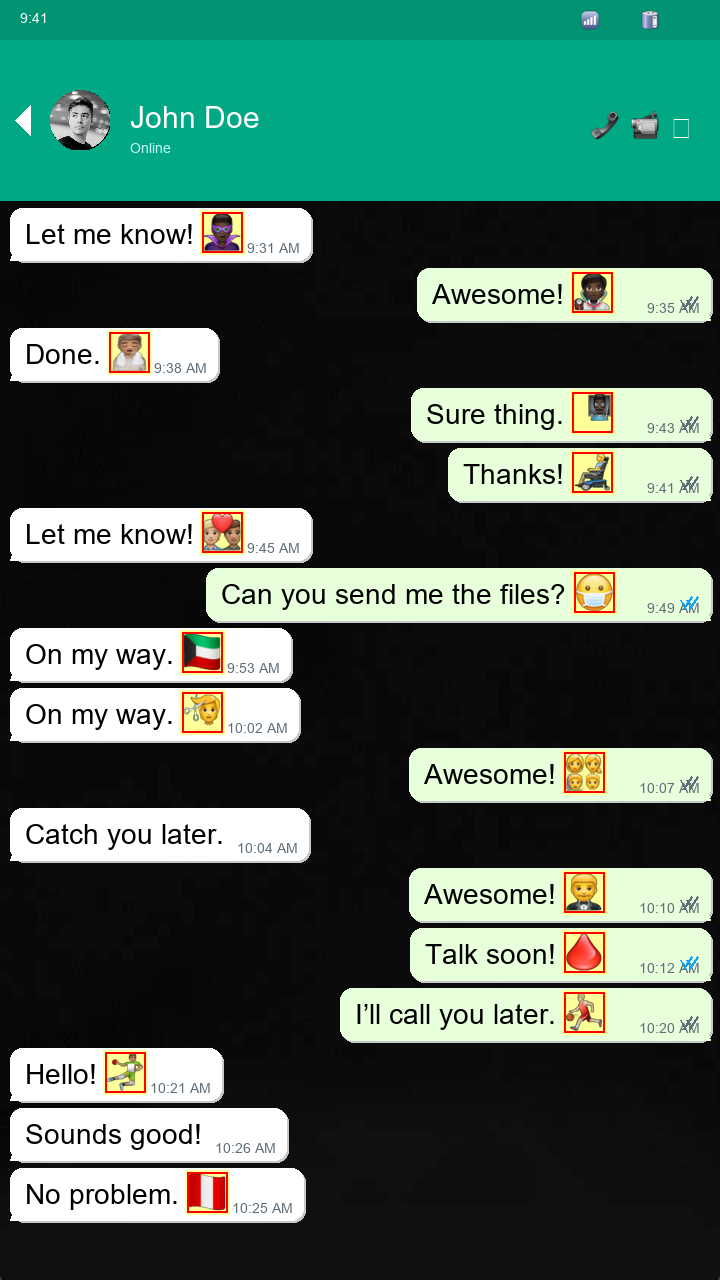 9:41
John Doe
Online
Let me know! 9:31 AM
Awesome! 9:35 AM
Done. 9:38 AM
Sure thing. 9:43 AM
Thanks! 9:41 AM
Let me know! 9:45 AM
Can you send me the files? 9:49 AM
On my way. 9:53 AM
On my way. 10:02 AM
Awesome! 10:07 AM
Catch you later. 10:04 AM
Awesome! 10:10 AM
Talk soon! 10:12 AM
I’ll call you later. 10:20 AM
Hello! 10:21 AM
Sounds good! 10:26 AM
No problem. 10:25 AM